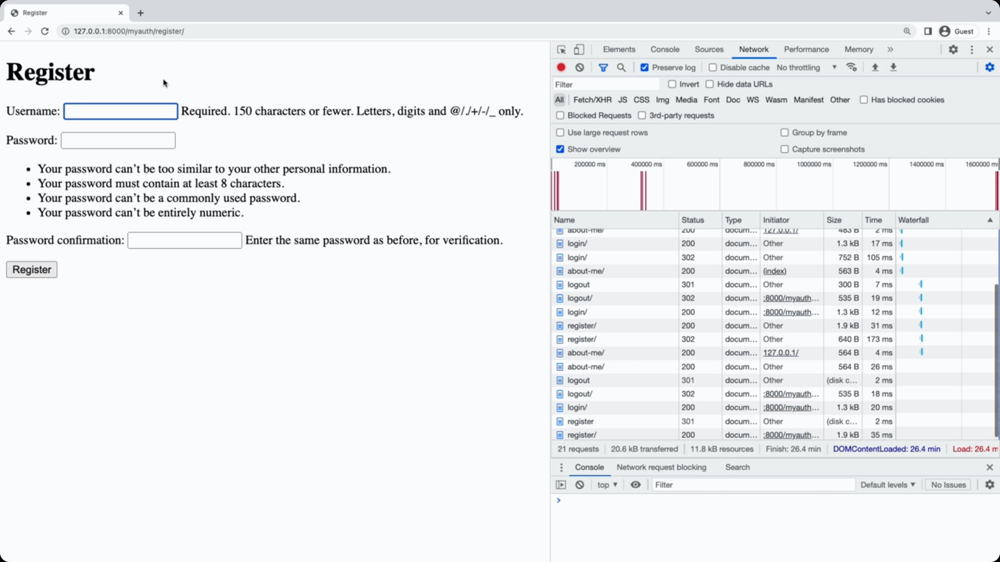 Register
127.0.0.1:8000/myauth/register/
Guest
Register
Username: Required. 150 characters or fewer. Letters, digits and @/./+/-/_ only.
Password:
• Your password can’t be too similar to your other personal information.
• Your password must contain at least 8 characters.
• Your password can’t be a commonly used password.
• Your password can’t be entirely numeric.
Password confirmation: Enter the same password as before, for verification.
Register
Elements Console Sources Network Performance Memory
Preserve log Disable cache No throttling
Filter Invert Hide data URLs
All Fetch/XHR JS CSS Img Media Font Doc WS Wasm Manifest Other Has blocked cookies
Blocked Requests 3rd-party requests
Use large request rows Group by frame
Show overview Capture screenshots
200000 ms 400000 ms 600000 ms 800000 ms 1000000 ms 1200000 ms 1400000 ms 1600000 ms
Name Status Type Initiator Size Time Waterfall
about-me/ 200 docum... 127.0.0.1/ 483 B 2 ms
login/ 200 docum... Other 1.3 kB 17 ms
login/ 302 docum... Other 752 B 105 ms
about-me/ 200 docum... (index) 563 B 4 ms
logout 301 docum... Other 300 B 7 ms
logout/ 302 docum... :8000/myauth... 535 B 19 ms
login/ 200 docum... :8000/myauth... 1.3 kB 12 ms
register/ 200 docum... Other 1.9 kB 31 ms
register/ 302 docum... Other 640 B 173 ms
about-me/ 200 docum... 127.0.0.1/ 564 B 4 ms
about-me/ 200 docum... Other 564 B 26 ms
logout 301 docum... Other (disk c... 2 ms
logout/ 302 docum... :8000/myauth... 535 B 18 ms
login/ 200 docum... :8000/myauth... 1.3 kB 20 ms
register 301 docum... Other (disk c... 2 ms
register/ 200 docum... :8000/myauth... 1.9 kB 35 ms
21 requests 20.6 kB transferred 11.8 kB resources Finish: 26.4 min DOMContentLoaded: 26.4 min Load: 26.4 m
Console Network request blocking Search
top Filter Default levels No Issues